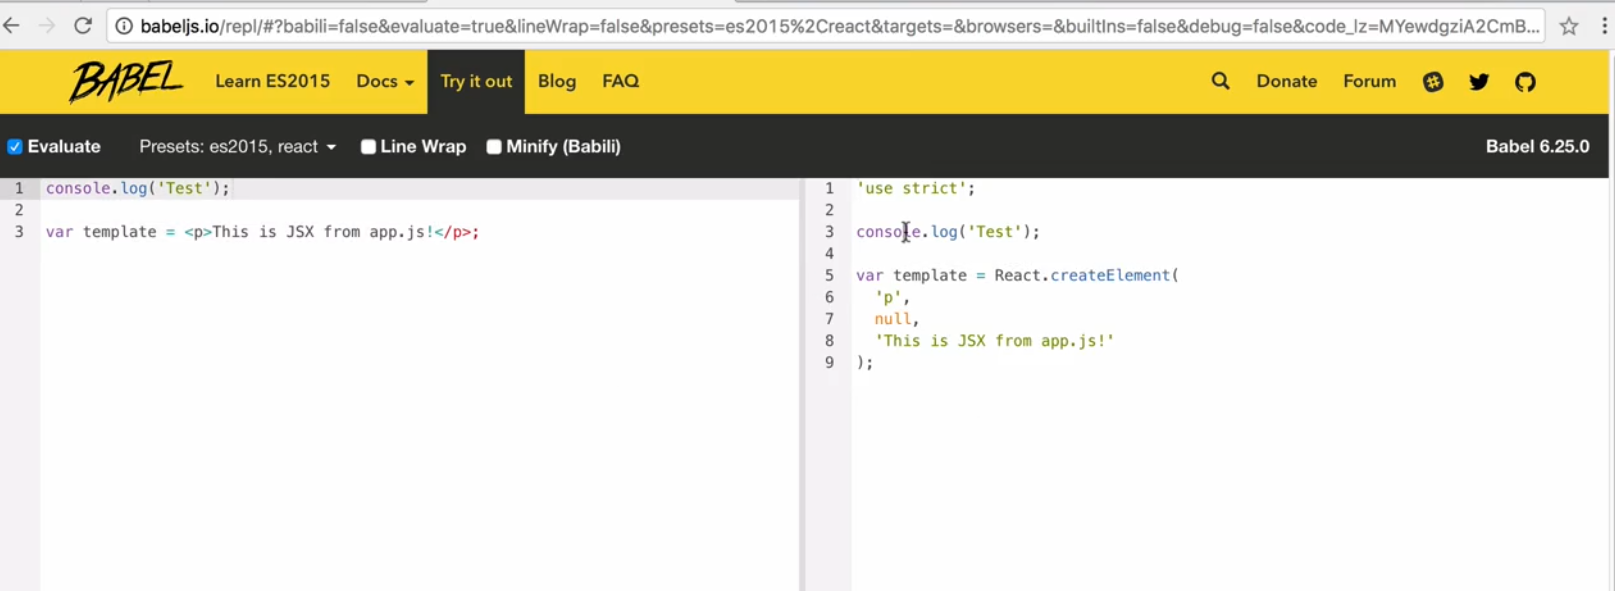 babeljs.io/repl/#?babili=false&evaluate=true&lineWrap=false&presets=es2015%2Creact&targets=&browsers=&builtIns=false&debug=false&code_lz=MYewdgziA2CmB...
BABEL Learn ES2015 Docs Try it out Blog FAQ Donate Forum
Evaluate Presets: es2015, react Line Wrap Minify (Babili) Babel 6.25.0
1 console.log('Test');
2
3 var template = <p>This is JSX from app.js!</p>;
1 'use strict';
2
3 console.log('Test');
4
5 var template = React.createElement(
6 'p',
7 null,
8 'This is JSX from app.js!'
9 );